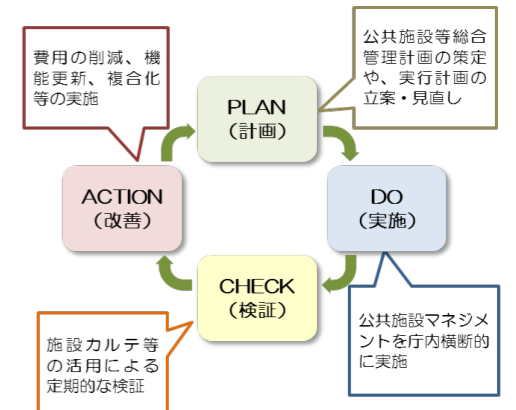 費用の削減、機
能更新、複合化
等の実施
公共施設等総合
管理計画の策定
や、実行計画の
立案・見直し
PLAN
（計画）
ACTION
（改善）
DO
（実施）
CHECK
（検証）
施設カルテ等
の活用による
定期的な検証
公共施設マネジメ
ントを庁内横断的
に実施